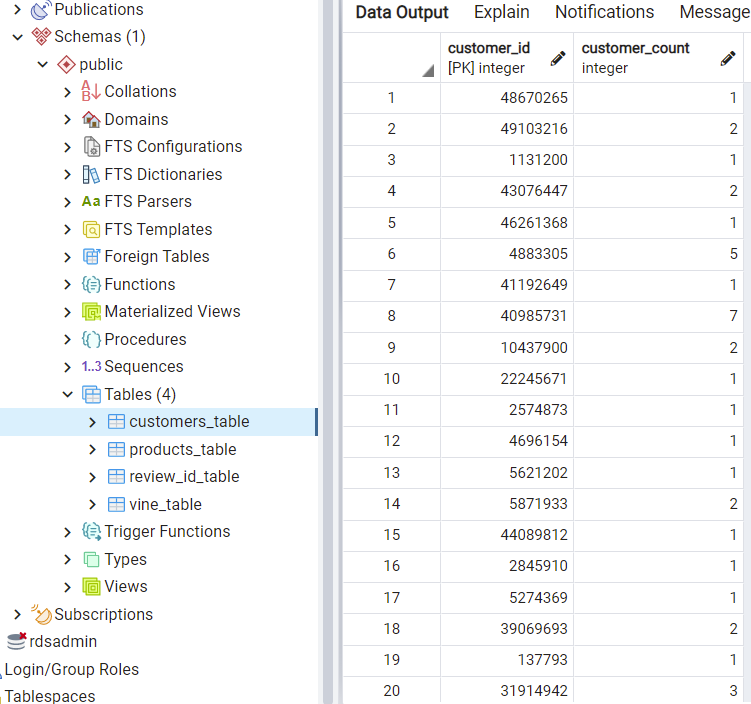 Publications
Schemas (1)
public
Collations
Domains
FTS Configurations
FTS Dictionaries
Aa FTS Parsers
FTS Templates
Foreign Tables
Functions
Materialized Views
Procedures
1..3 Sequences
Tables (4)
customers_table
products_table
review_id_table
vine_table
Trigger Functions
Types
Views
Subscriptions
rdsadmin
Login/Group Roles
Tablespaces
Data Output Explain Notifications Message
customer_id customer_count
[PK] integer integer
1 48670265 1
2 49103216 2
3 1131200 1
4 43076447 2
5 46261368 1
6 4883305 5
7 41192649 1
8 40985731 7
9 10437900 2
10 22245671 1
11 2574873 1
12 4696154 1
13 5621202 1
14 5871933 2
15 44089812 1
16 2845910 1
17 5274369 1
18 39069693 2
19 137793 1
20 31914942 3